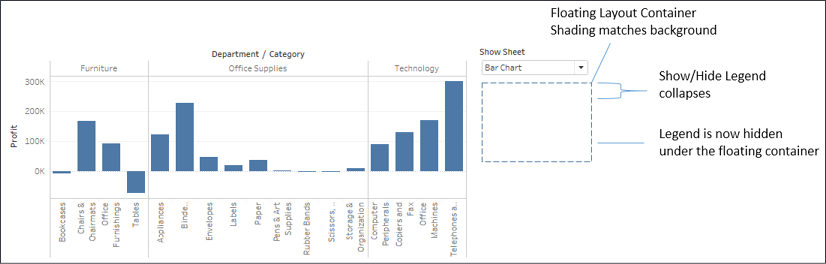 Floating Layout Container
Shading matches background
Department / Category
Show Sheet
Furniture
Office Supplies
Technology
Bar Chart
300K
200K
100K
0K
Profit
Show/Hide Legend
collapses
Legend is now hidden
under the floating container
Bookcases
Chairs &
Chairmats
Office
Furnishings
Tables
Appliances
Binde..
Envelopes
Labels
Paper
Pens & Art
Supplies
Rubber Bands
Scissors, ..
Storage &
Organization
Computer
Peripherals
Copiers and
Fax
Office
Machines
Telephones a..